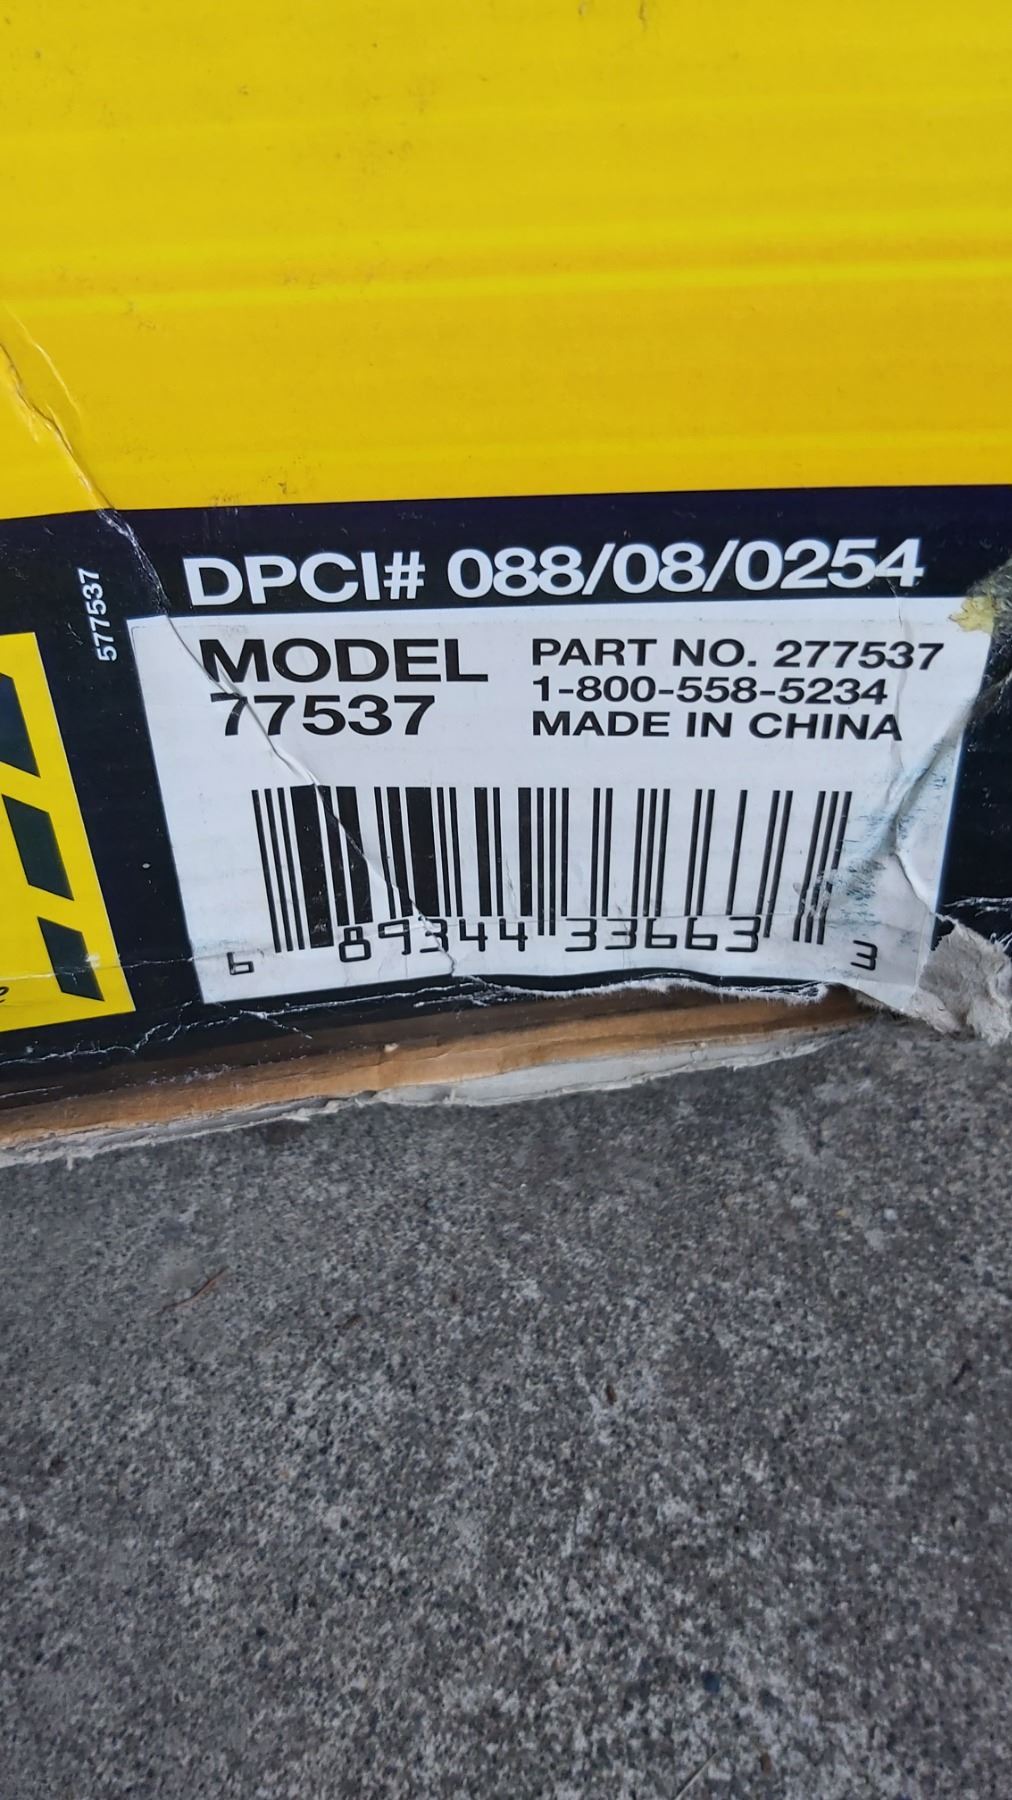 DPCI# 088/08/0254
577537
MODEL
77537
PART NO. 277537
1-800-558-5234
MADE IN CHINA
6 89344 33663 3